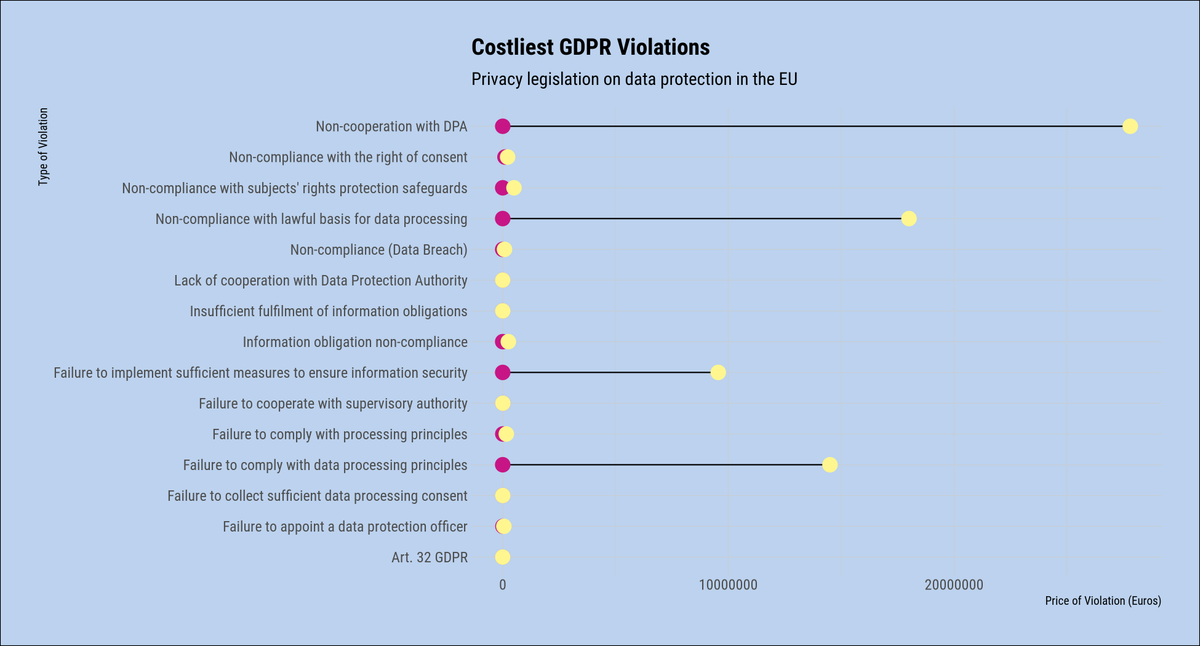 Costliest GDPR Violations
Privacy legislation on data protection in the EU
Type of Violation
Non-cooperation with DPA
Non-compliance with the right of consent
Non-compliance with subjects' rights protection safeguards
Non-compliance with lawful basis for data processing
Non-compliance (Data Breach)
Lack of cooperation with Data Protection Authority
Insufficient fulfilment of information obligations
Information obligation non-compliance
Failure to implement sufficient measures to ensure information security
Failure to cooperate with supervisory authority
Failure to comply with processing principles
Failure to comply with data processing principles
Failure to collect sufficient data processing consent
Failure to appoint a data protection officer
Art. 32 GDPR
0 10000000 20000000
Price of Violation (Euros)